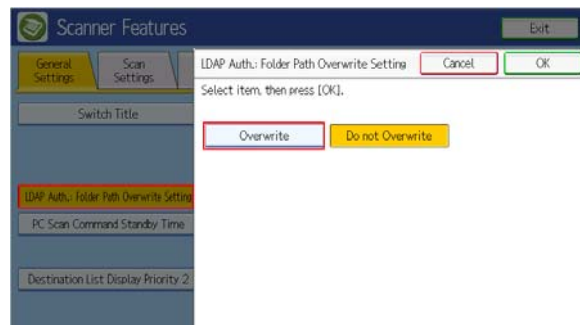 Scanner Features
Exit
General Settings
Scan Settings
LDAP Auth.: Folder Path Overwrite Setting
Cancel
OK
Select item, then press [OK].
Switch Title
Overwrite
Do not Overwrite
LDAP Auth.: Folder Path Overwrite Setting
PC Scan Command Standby Time
Destination List Display Priority 2